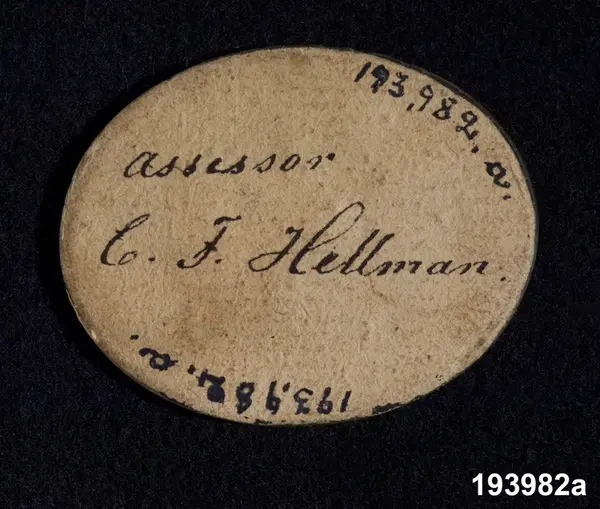 193,982.a.
assessor
C. F. Hellman.
193,982.a.
193982a